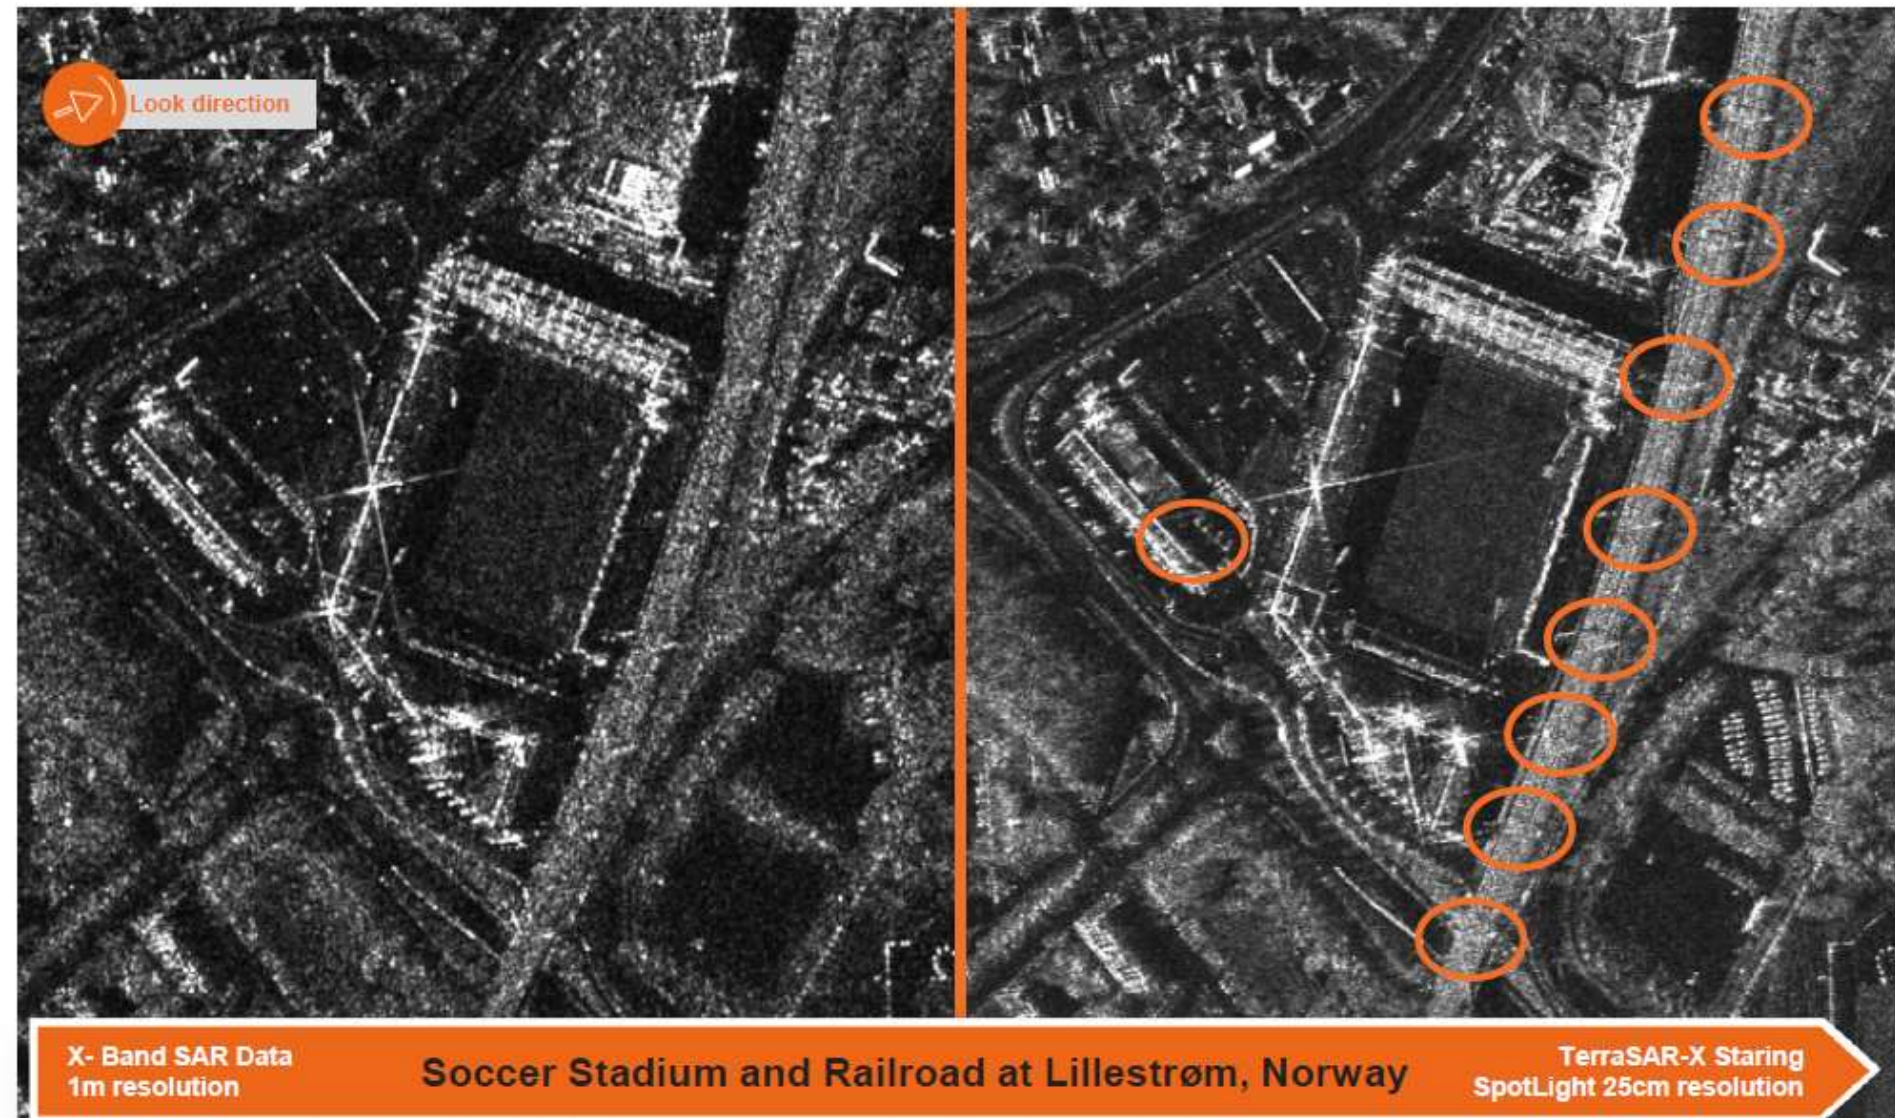 Look direction
X- Band SAR Data
1m resolution
Soccer Stadium and Railroad at Lillestrøm, Norway
TerraSAR-X Staring
SpotLight 25cm resolution